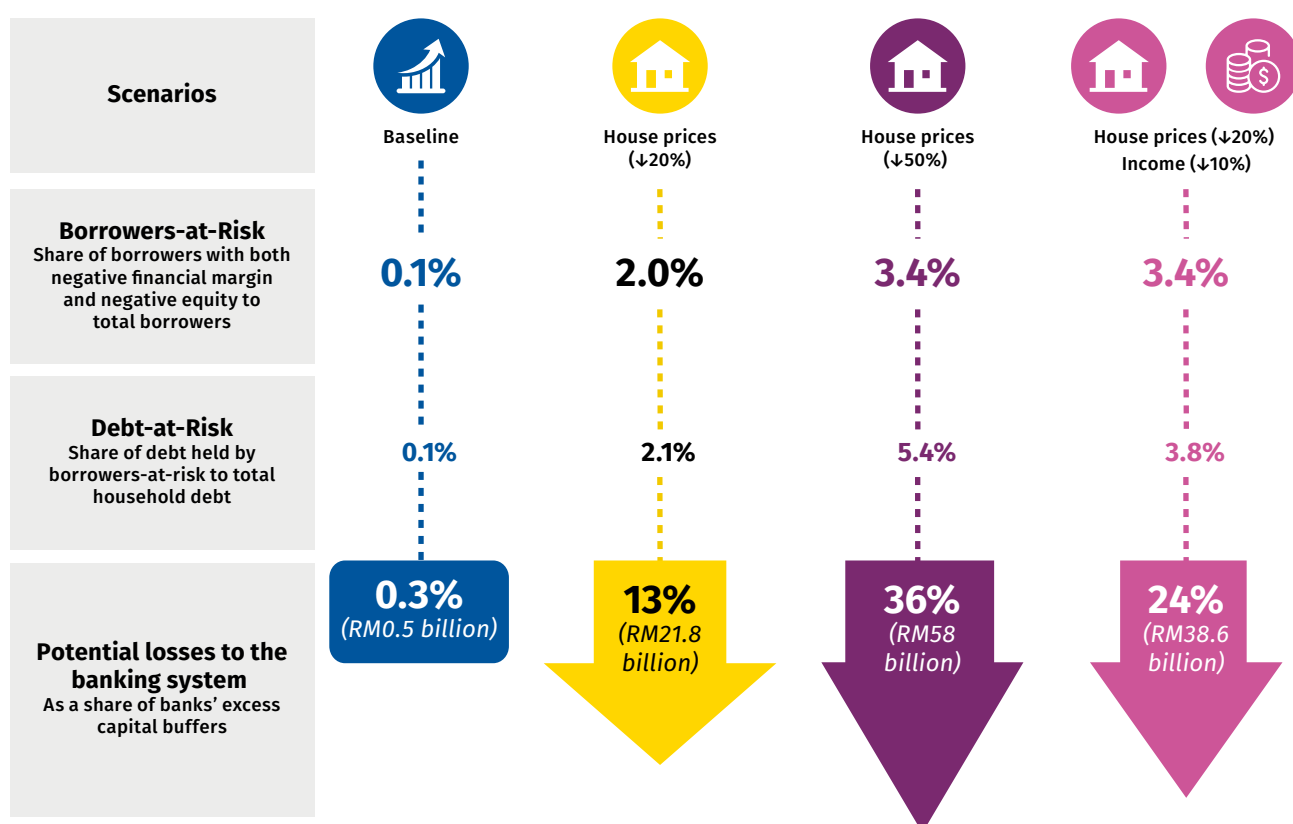 Scenarios
Baseline
House prices
(↓20%)
House prices
(↓50%)
House prices (↓20%)
Income (↓10%)
Borrowers-at-Risk
Share of borrowers with both
negative financial margin
and negative equity to
total borrowers
0.1%
2.0%
3.4%
3.4%
Debt-at-Risk
Share of debt held by
borrowers-at-risk to total
household debt
0.1%
2.1%
5.4%
3.8%
Potential losses to the
banking system
As a share of banks' excess
capital buffers
0.3%
(RM0.5 billion)
13%
(RM21.8
billion)
36%
(RM58
billion)
24%
(RM38.6
billion)
$